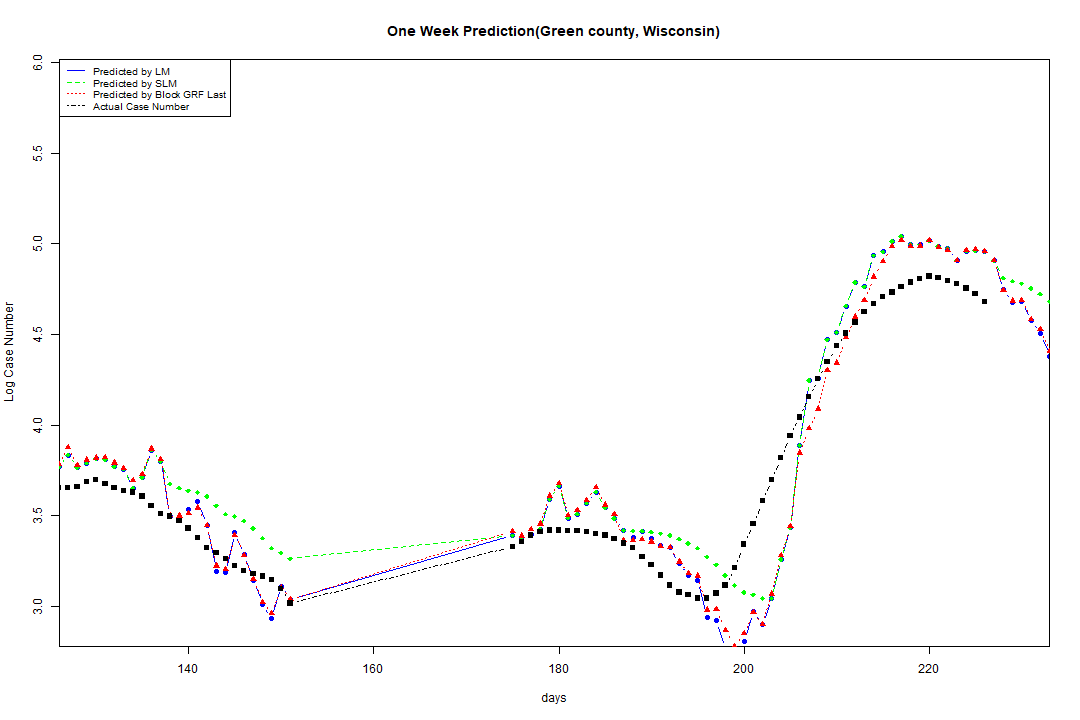 One Week Prediction(Green county, Wisconsin)
Predicted by LM
Predicted by SLM
Predicted by Block GRF Last
Actual Case Number
6.0
5.5
5.0
4.5
4.0
3.5
3.0
Log Case Number
140 160 180 200 220
days